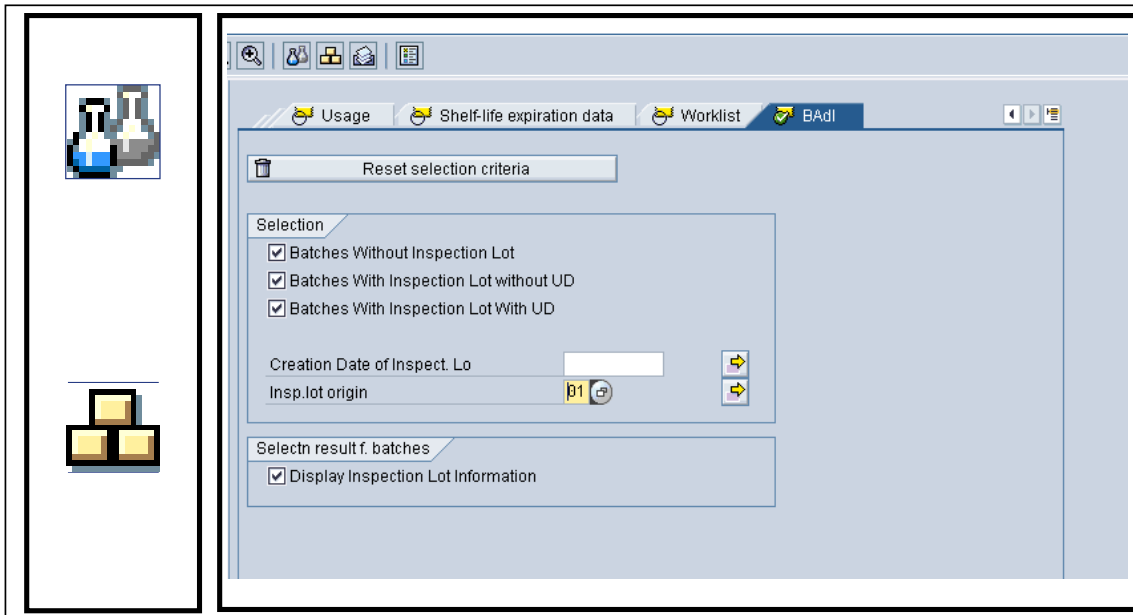 Usage Shelf-life expiration data Worklist BAdI
Reset selection criteria
Selection
Batches Without Inspection Lot
Batches With Inspection Lot without UD
Batches With Inspection Lot With UD
Creation Date of Inspect. Lo
Insp.lot origin 01
Selectn result f. batches
Display Inspection Lot Information